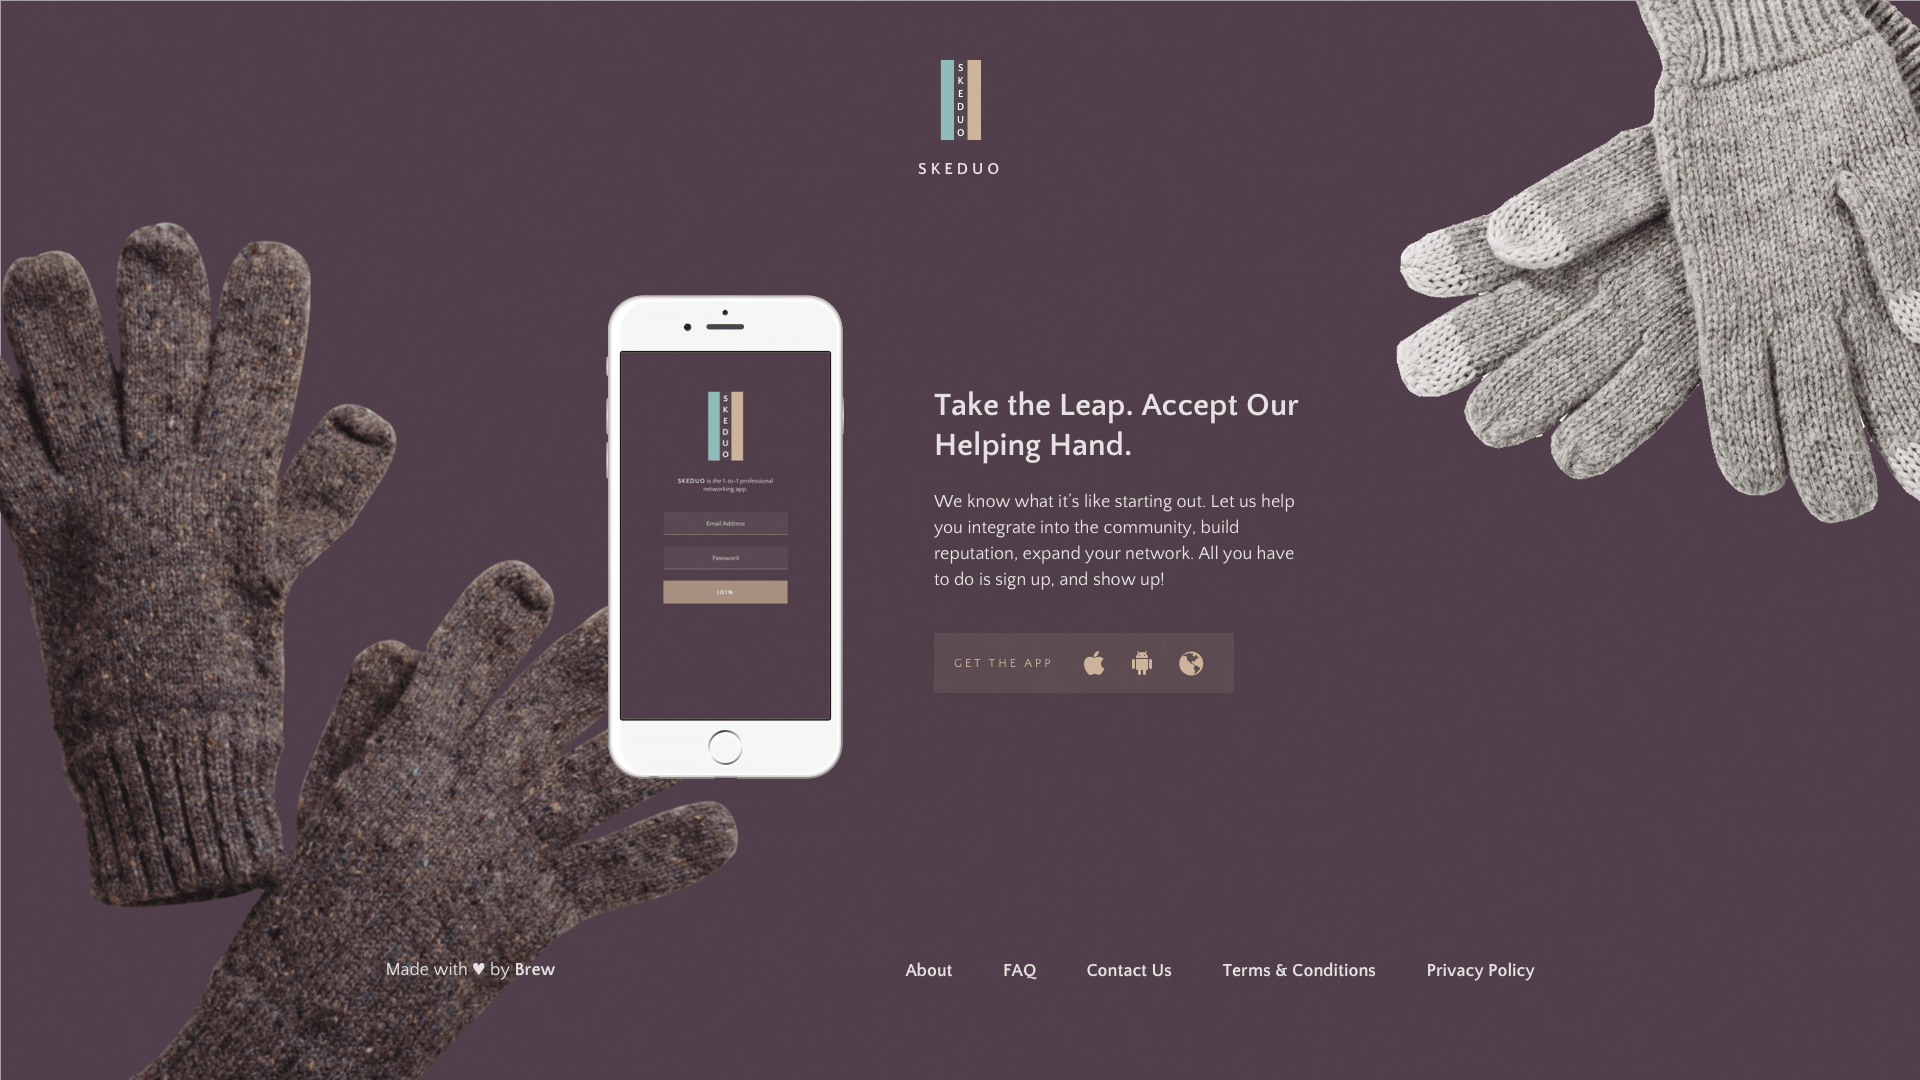 SKEDUO
SKEDUO
SKEDUO
SKEDUO is the 1-to-1 professional
networking app.
Email Address
Password
JOIN
Take the Leap. Accept Our
Helping Hand.
We know what it's like starting out. Let us help
you integrate into the community, build
reputation, expand your network. All you have
to do is sign up, and show up!
GET THE APP
Made with ♥ by Brew
About FAQ Contact Us Terms & Conditions Privacy Policy